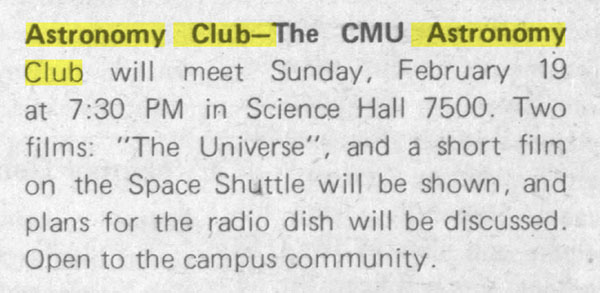 Astronomy Club—The CMU Astronomy
Club will meet Sunday, February 19
at 7:30 PM in Science Hall 7500. Two
films: "The Universe", and a short film
on the Space Shuttle will be shown, and
plans for the radio dish will be discussed.
Open to the campus community.